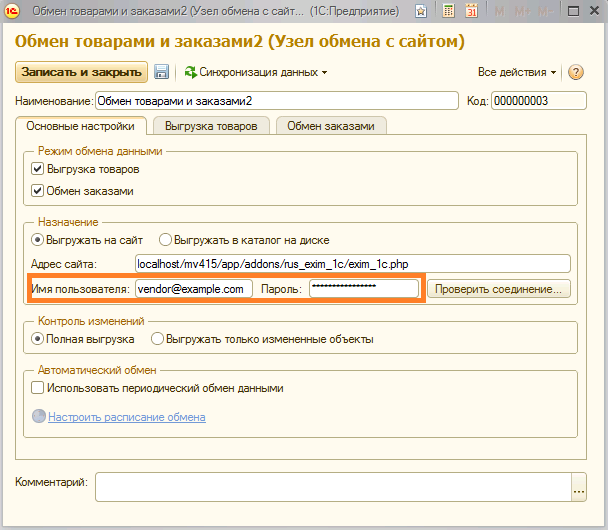 Обмен товарами и заказами2 (Узел обмена с сайт... (1С:Предприятие)
M M+ M-
Обмен товарами и заказами2 (Узел обмена с сайтом)
Записать и закрыть Синхронизация данных Все действия ?
Наименование: Обмен товарами и заказами2 Код: 000000003
Основные настройки Выгрузка товаров Обмен заказами
Режим обмена данными
Выгрузка товаров
Обмен заказами
Назначение
Выгружать на сайт Выгружать в каталог на диске
Адрес сайта: localhost/mv415/app/addons/rus_exim_1c/exim_1c.php
Имя пользователя: vendor@example.com Пароль: *************** Проверить соединение...
Контроль изменений
Полная выгрузка Выгружать только измененные объекты
Автоматический обмен
Использовать периодический обмен данными
Настроить расписание обмена
Комментарий: ...